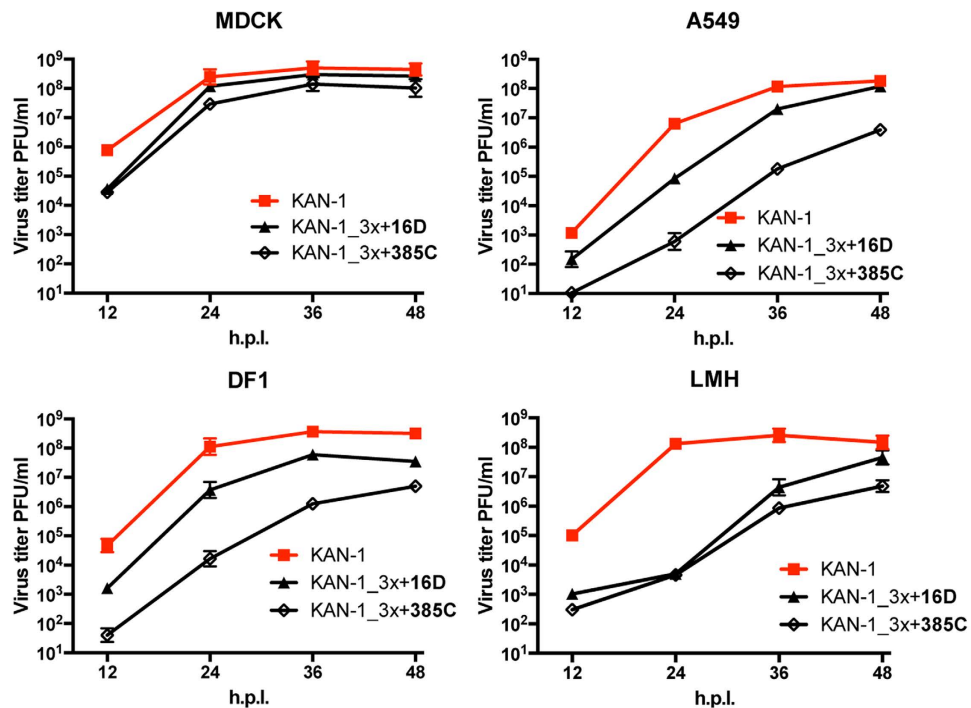 MDCK
Virus titer PFU/ml
10⁹
10⁸
10⁷
10⁶
10⁵
10⁴
10³
10²
10¹
KAN-1
KAN-1_3x+16D
KAN-1_3x+385C
12 24 36 48
h.p.I.
A549
Virus titer PFU/ml
10⁹
10⁸
10⁷
10⁶
10⁵
10⁴
10³
10²
10¹
KAN-1
KAN-1_3x+16D
KAN-1_3x+385C
12 24 36 48
h.p.I.
DF1
Virus titer PFU/ml
10⁹
10⁸
10⁷
10⁶
10⁵
10⁴
10³
10²
10¹
KAN-1
KAN-1_3x+16D
KAN-1_3x+385C
12 24 36 48
h.p.I.
LMH
Virus titer PFU/ml
10⁹
10⁸
10⁷
10⁶
10⁵
10⁴
10³
10²
10¹
KAN-1
KAN-1_3x+16D
KAN-1_3x+385C
12 24 36 48
h.p.I.